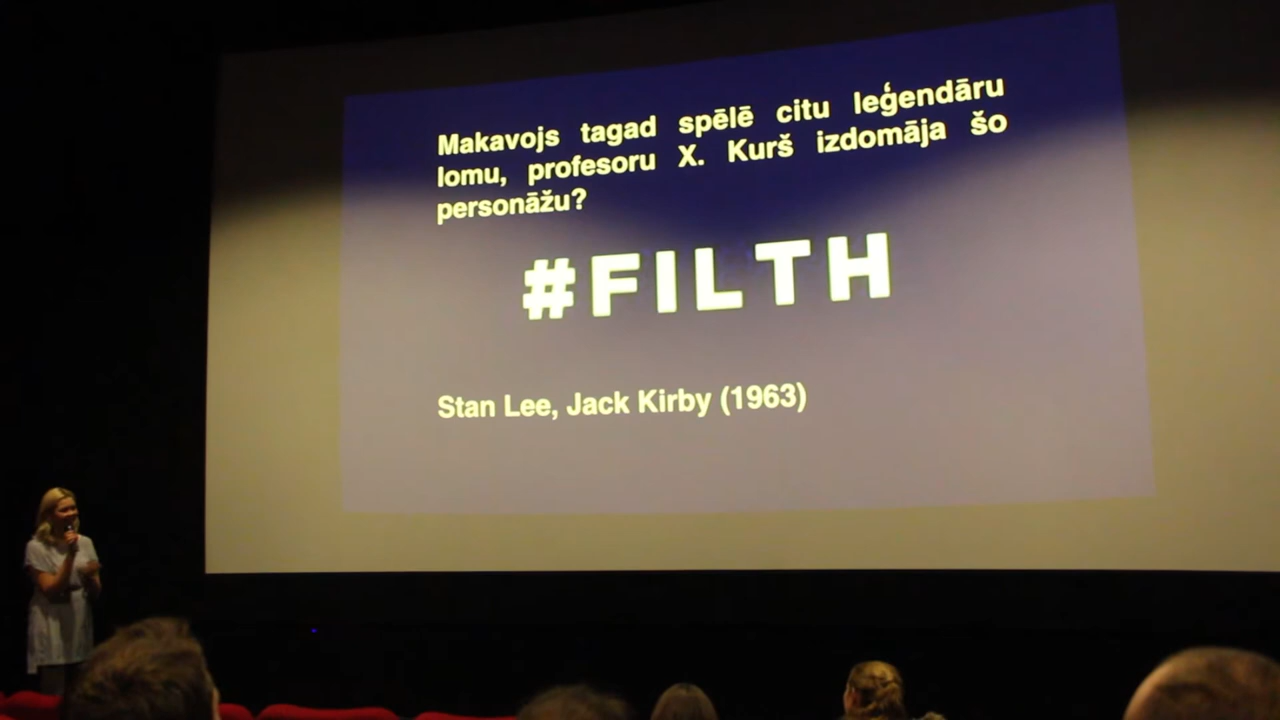 Makavojs tagad spēlē citu leģendāru
lomu, profesoru X. Kurš izdomāja šo
personāžu?
#FILTH
Stan Lee, Jack Kirby (1963)